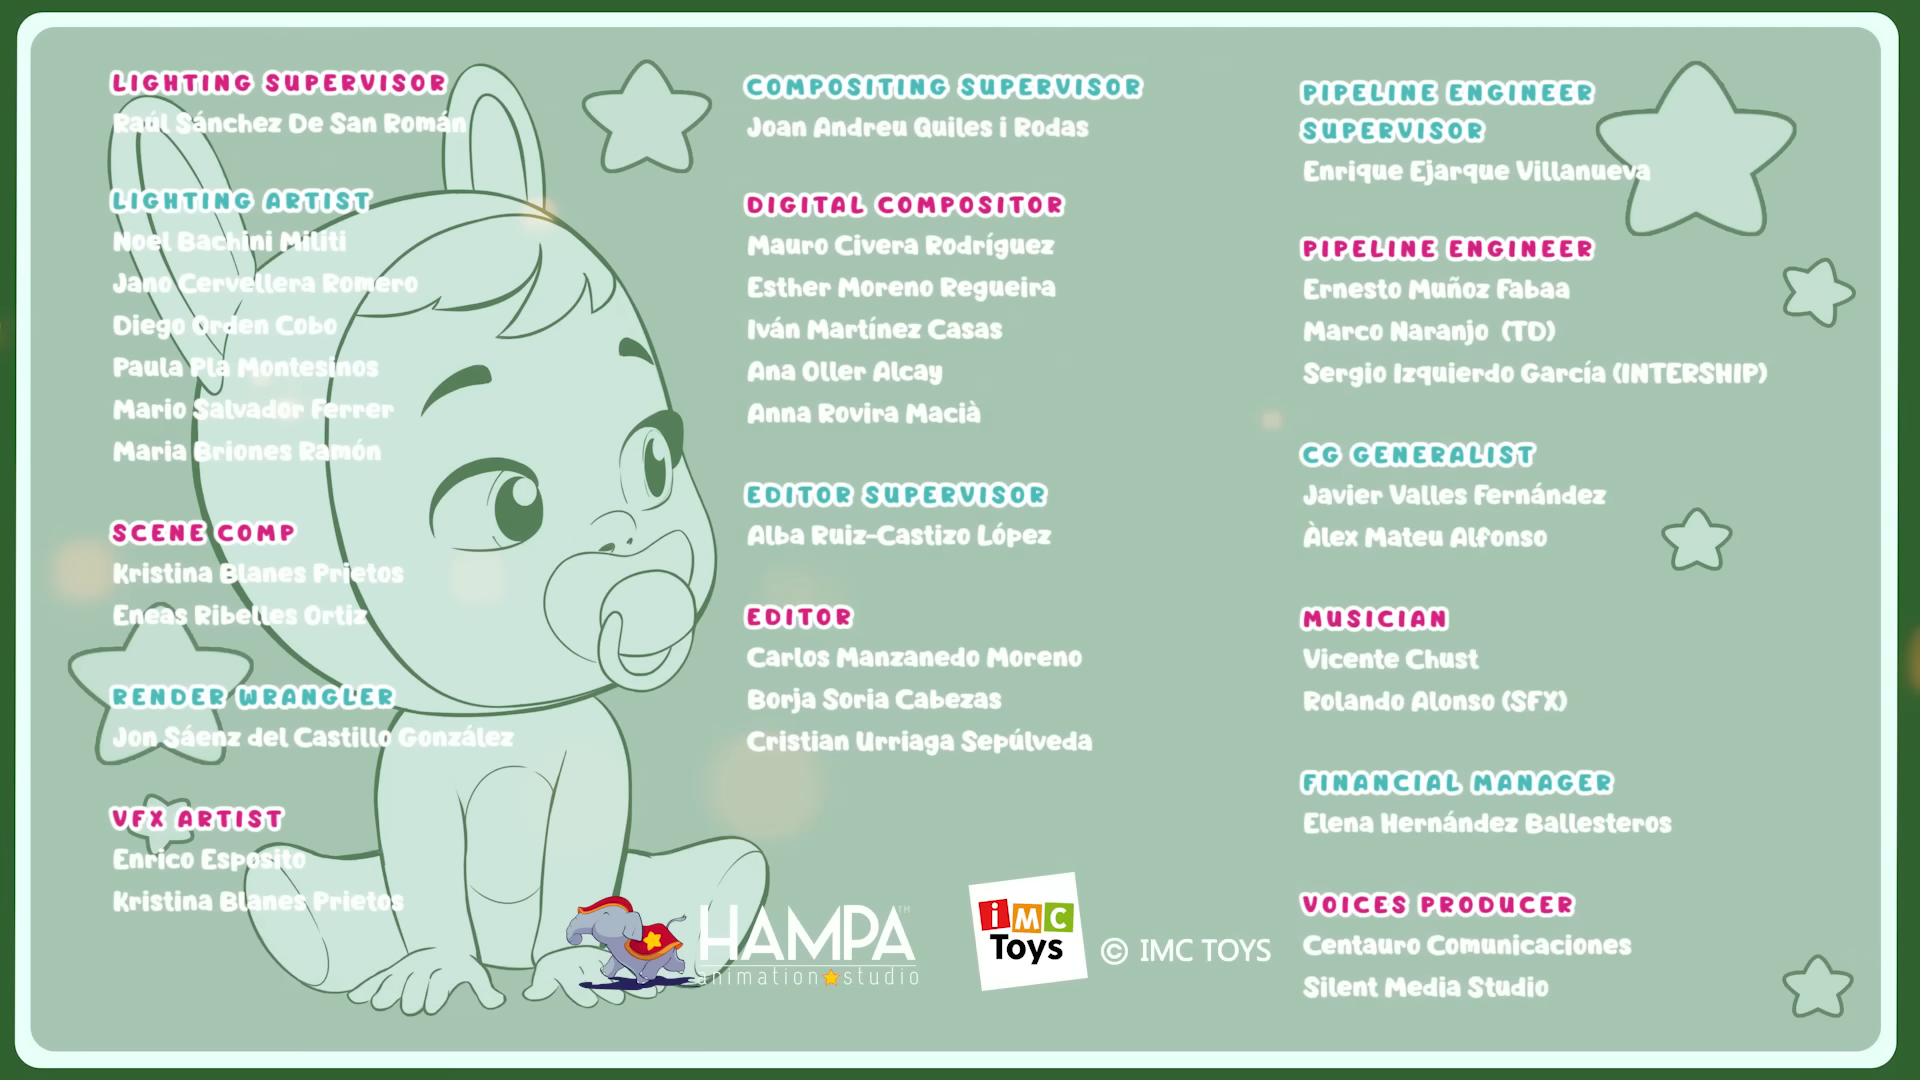 LIGHTING SUPERVISOR
Raúl Sánchez De San Román
LIGHTING ARTIST
Noel Bachini Militi
Jano Cervellera Romero
Diego Orden Cobo
Paula Pla Montesinos
Mario Salvador Ferrer
Maria Briones Ramón
SCENE COMP
Kristina Blanes Prietos
Eneas Ribelles Ortiz
RENDER WRANGLER
Jon Sáenz del Castillo González
VFX ARTIST
Enrico Esposito
Kristina Blanes Prietos
COMPOSITING SUPERVISOR
Joan Andreu Quiles i Rodas
DIGITAL COMPOSITOR
Mauro Civera Rodríguez
Esther Moreno Regueira
Iván Martínez Casas
Ana Oller Alcay
Anna Rovira Macià
EDITOR SUPERVISOR
Alba Ruiz-Castizo López
EDITOR
Carlos Manzanedo Moreno
Borja Soria Cabezas
Cristian Urriaga Sepúlveda
HAMPA™
animation studio
iMC
Toys
© IMC TOYS
PIPELINE ENGINEER
SUPERVISOR
Enrique Ejarque Villanueva
PIPELINE ENGINEER
Ernesto Muñoz Fabaa
Marco Naranjo (TD)
Sergio Izquierdo García (INTERSHIP)
CG GENERALIST
Javier Valles Fernández
Àlex Mateu Alfonso
MUSICIAN
Vicente Chust
Rolando Alonso (SFX)
FINANCIAL MANAGER
Elena Hernández Ballesteros
VOICES PRODUCER
Centauro Comunicaciones
Silent Media Studio